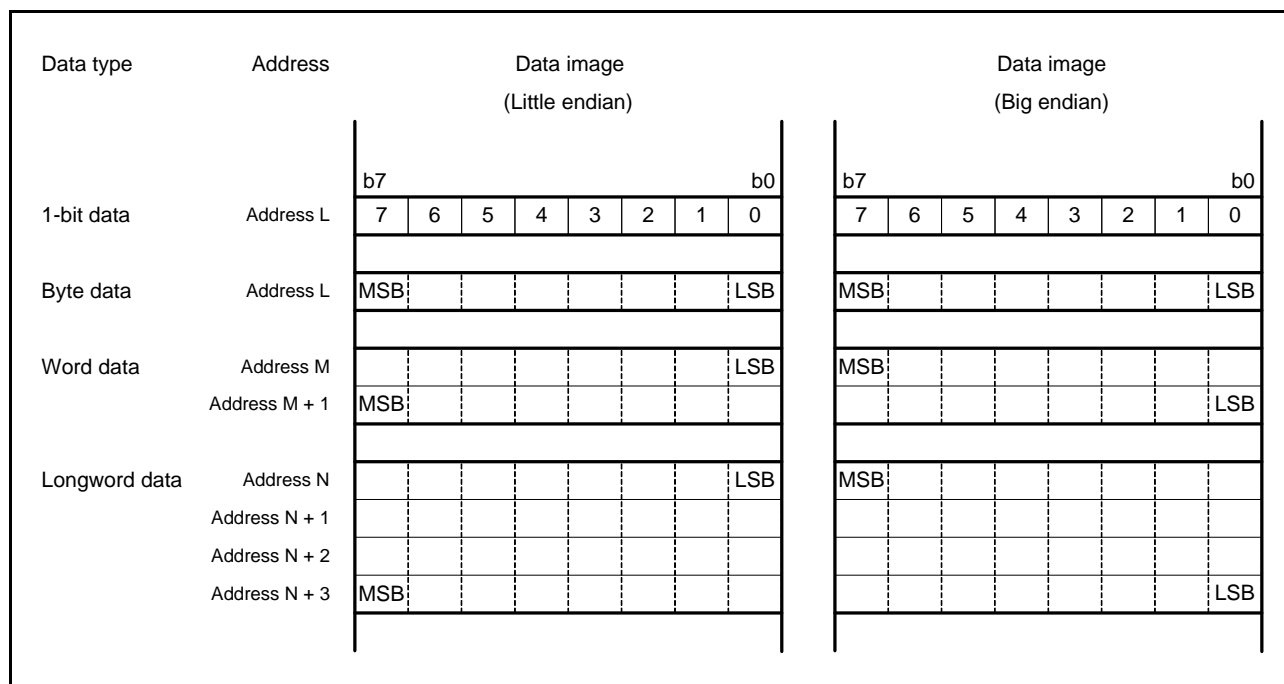 Data type Address Data image Data image
(Little endian) (Big endian)
b7 b0 b7 b0
1-bit data Address L 7 6 5 4 3 2 1 0 7 6 5 4 3 2 1 0
Byte data Address L MSB LSB MSB LSB
Word data Address M LSB MSB
Address M + 1 MSB LSB
Longword data Address N LSB MSB
Address N + 1
Address N + 2
Address N + 3 MSB LSB